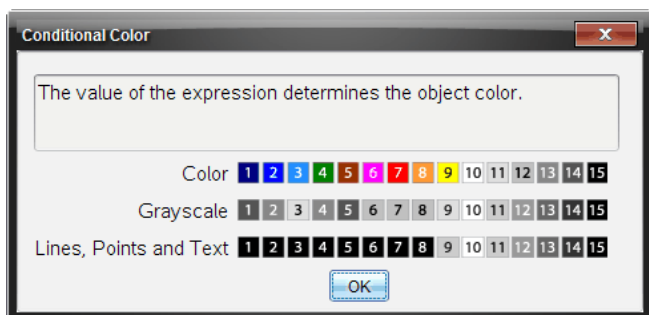 Conditional Color
X
The value of the expression determines the object color.
Color 1 2 3 4 5 6 7 8 9 10 11 12 13 14 15
Grayscale 1 2 3 4 5 6 7 8 9 10 11 12 13 14 15
Lines, Points and Text 1 2 3 4 5 6 7 8 9 10 11 12 13 14 15
OK